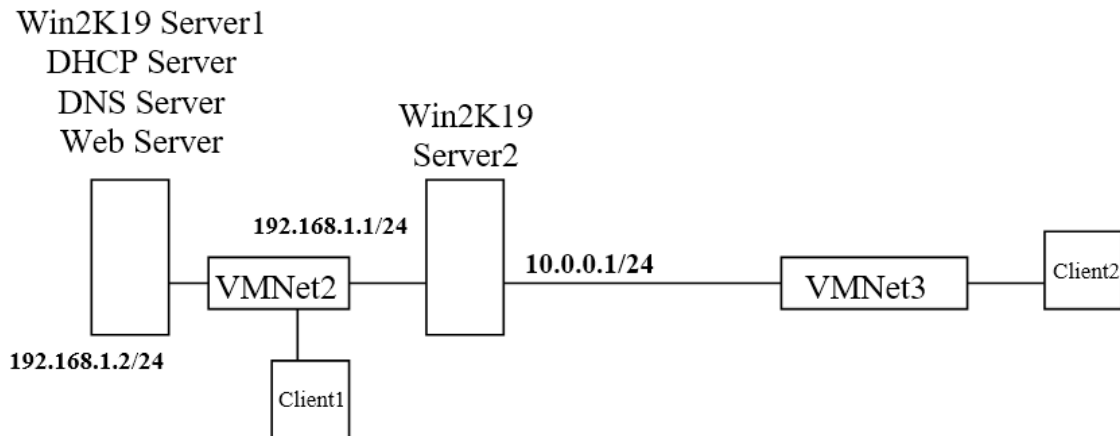 Win2K19 Server1
DHCP Server
DNS Server
Web Server
Win2K19
Server2
192.168.1.1/24
VMNet2
10.0.0.1/24
VMNet3
Client2
192.168.1.2/24
Client1